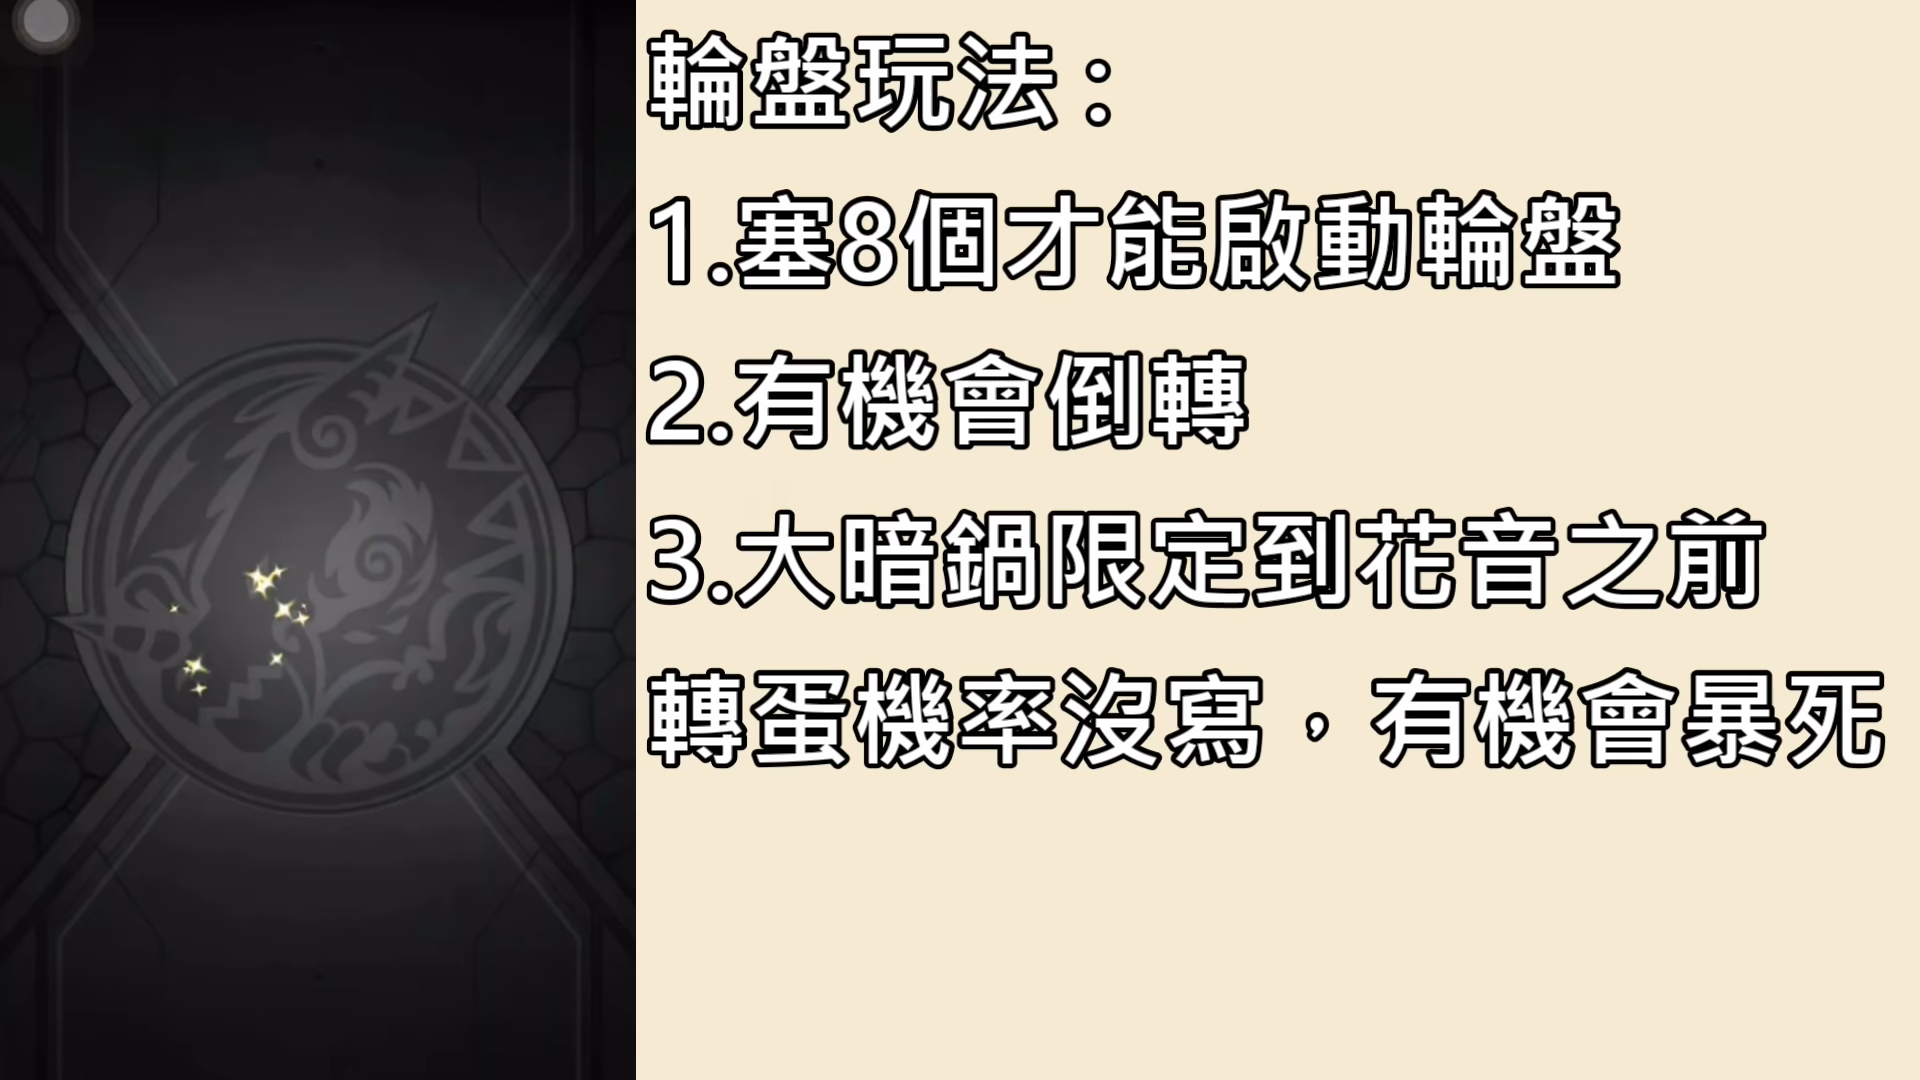 輪盤玩法：
1.塞8個才能啟動輪盤
2.有機會倒轉
3.大暗鍋限定到花音之前
轉蛋機率沒寫，有機會暴死